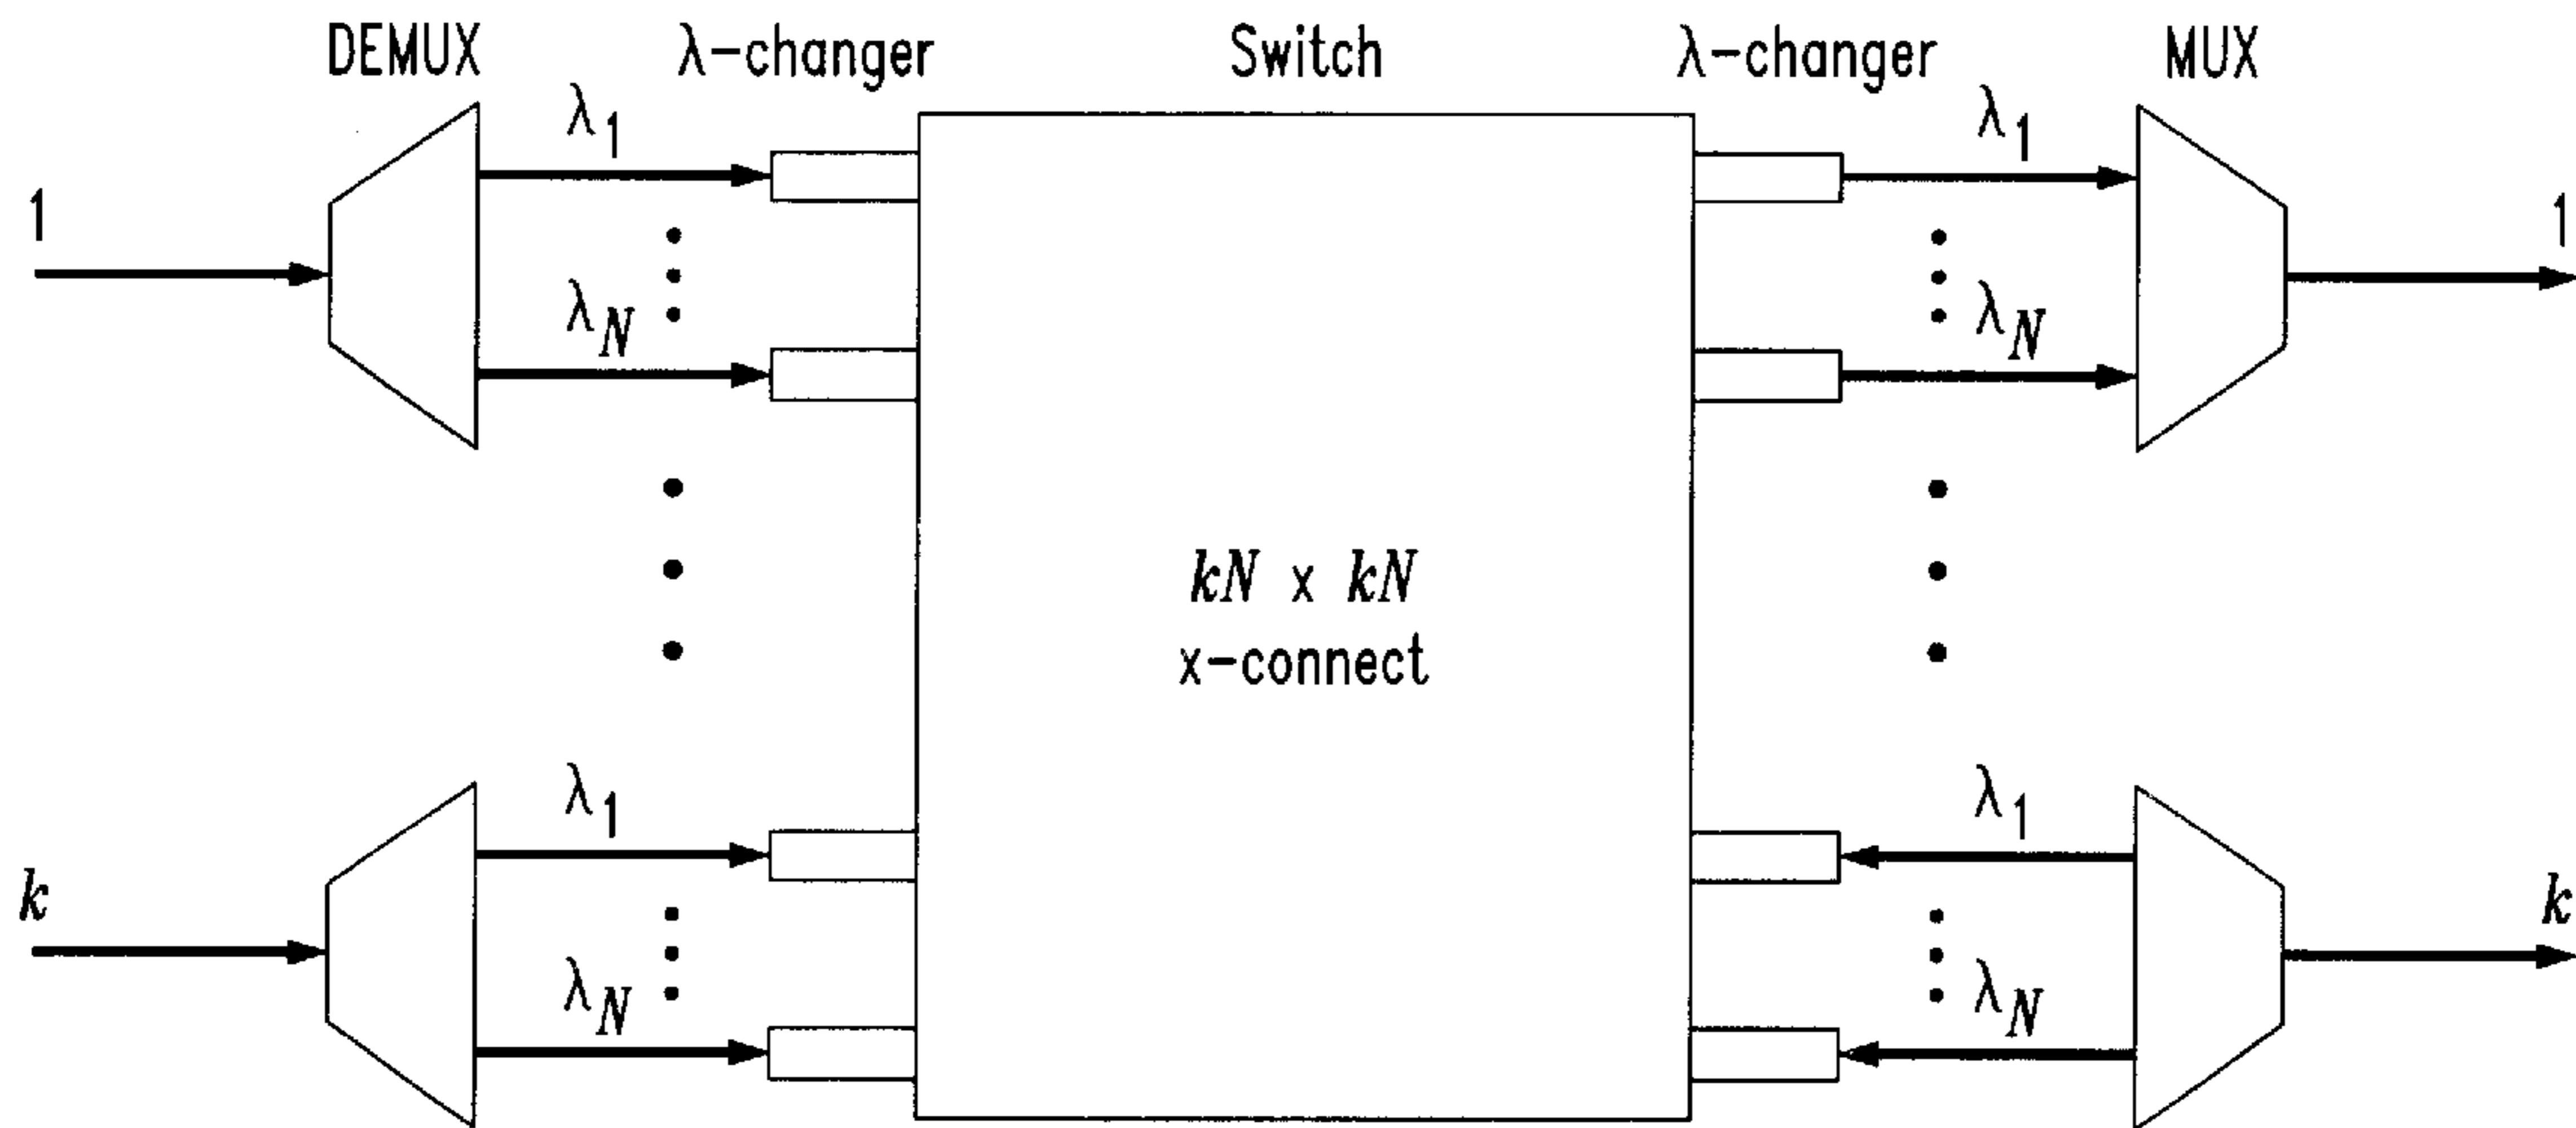 DEMUX λ-changer Switch λ-changer MUX
λ1 λ1
1 1
λN λN
kN x kN
x-connect
λ1 λ1
k k
λN λN